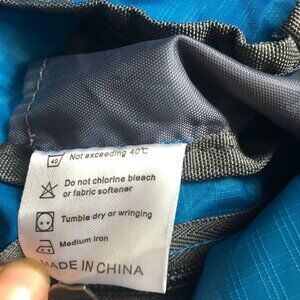 40 Not exceeding 40°C
Do not chlorine bleach
or fabric softener
Tumble dry or wringing
Medium iron
MADE IN CHINA